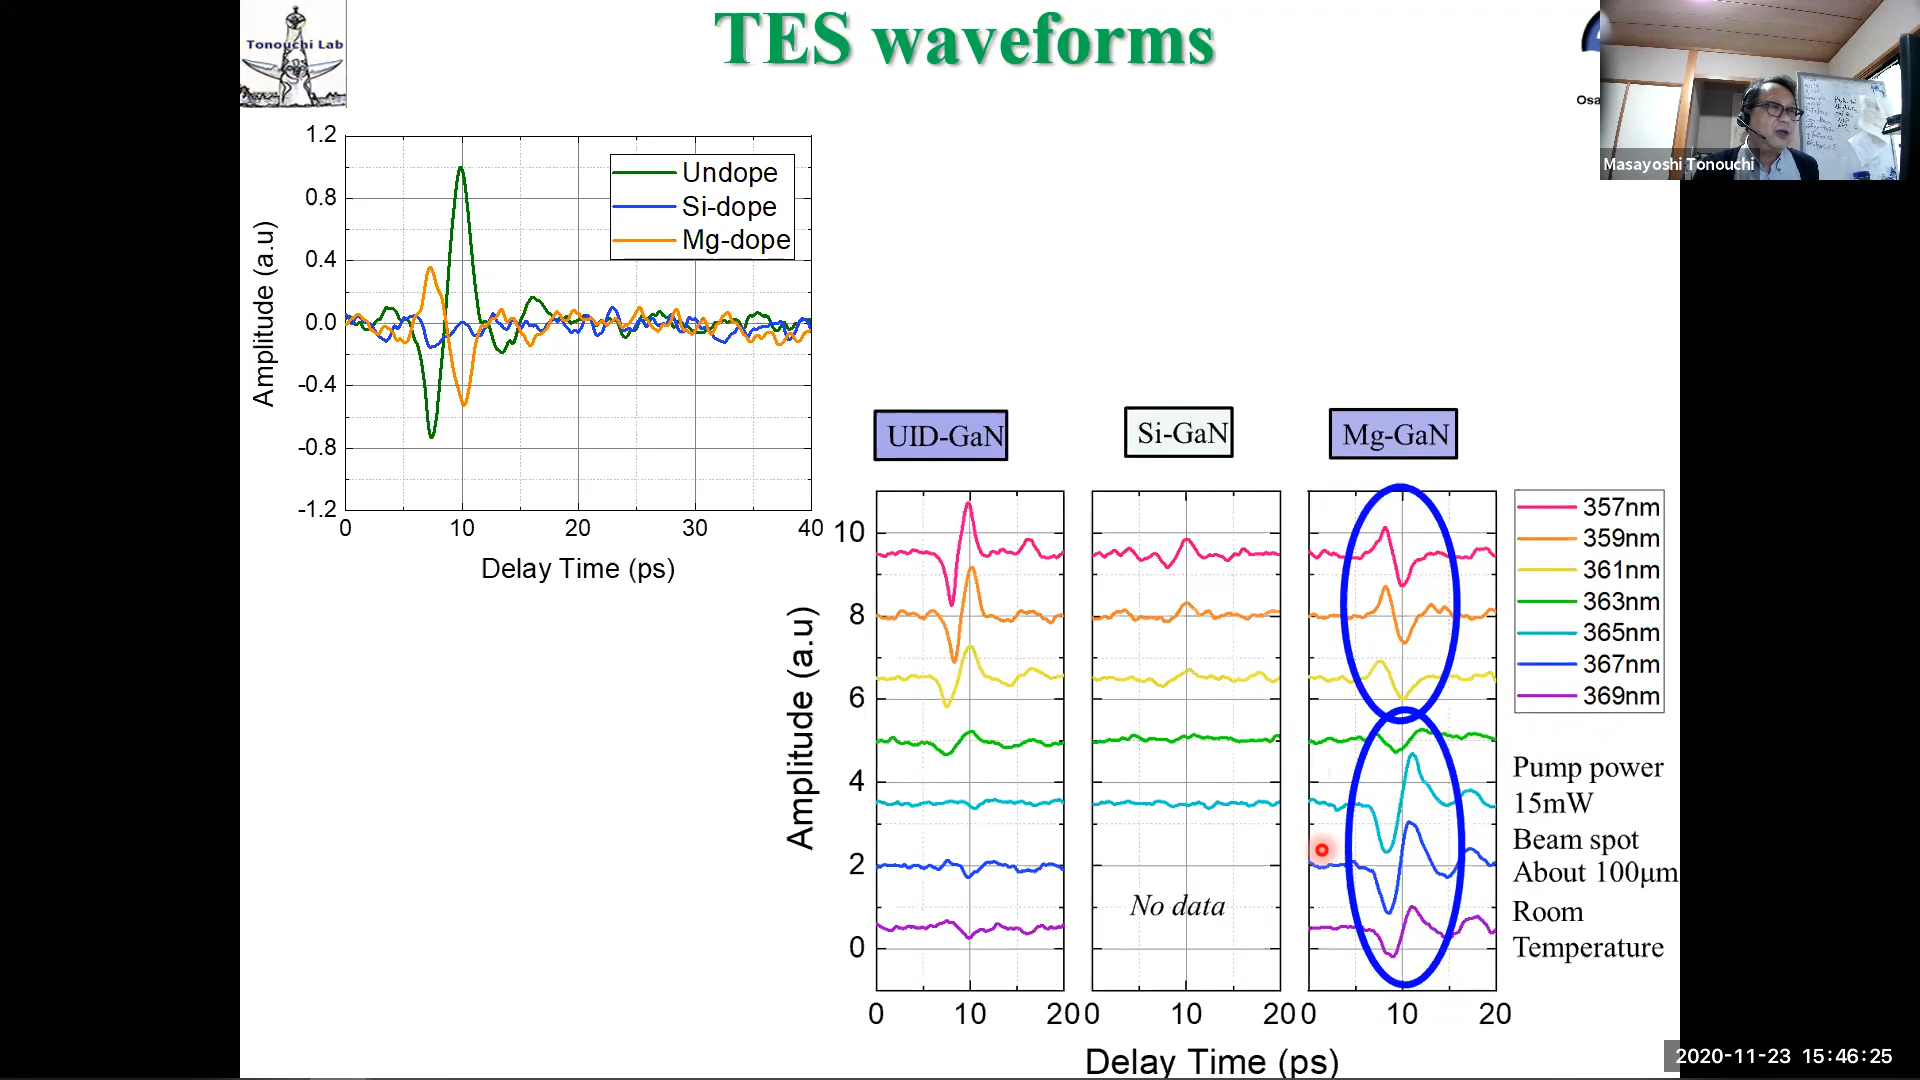 TES waveforms
Tonouchi Lab
Osa
Masayoshi Tonouchi
1.2
0.8
0.4
0.0
-0.4
-0.8
-1.2
Amplitude (a.u)
Undope
Si-dope
Mg-dope
0 10 20 30 40
Delay Time (ps)
UID-GaN
Si-GaN
Mg-GaN
10
8
6
4
2
0
Amplitude (a.u)
No data
0 10 20
0 10 20
0 10 20
Delay Time (ps)
357nm
359nm
361nm
363nm
365nm
367nm
369nm
Pump power
15mW
Beam spot
About 100μm
Room
Temperature
2020-11-23 15:46:25